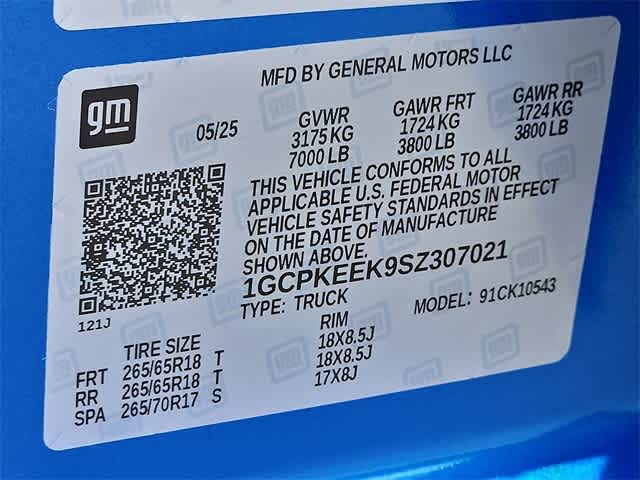 MFD BY GENERAL MOTORS LLC
gm
05/25
GVWR GAWR FRT GAWR RR
3175 KG 1724 KG 1724 KG
7000 LB 3800 LB 3800 LB
THIS VEHICLE CONFORMS TO ALL
APPLICABLE U.S. FEDERAL MOTOR
VEHICLE SAFETY STANDARDS IN EFFECT
ON THE DATE OF MANUFACTURE
SHOWN ABOVE.
1GCPKEEK9SZ307021
TYPE: TRUCK MODEL: 91CK10543
121J
TIRE SIZE RIM
FRT 265/65R18 T 18X8.5J
RR 265/65R18 T 18X8.5J
SPA 265/70R17 S 17X8J